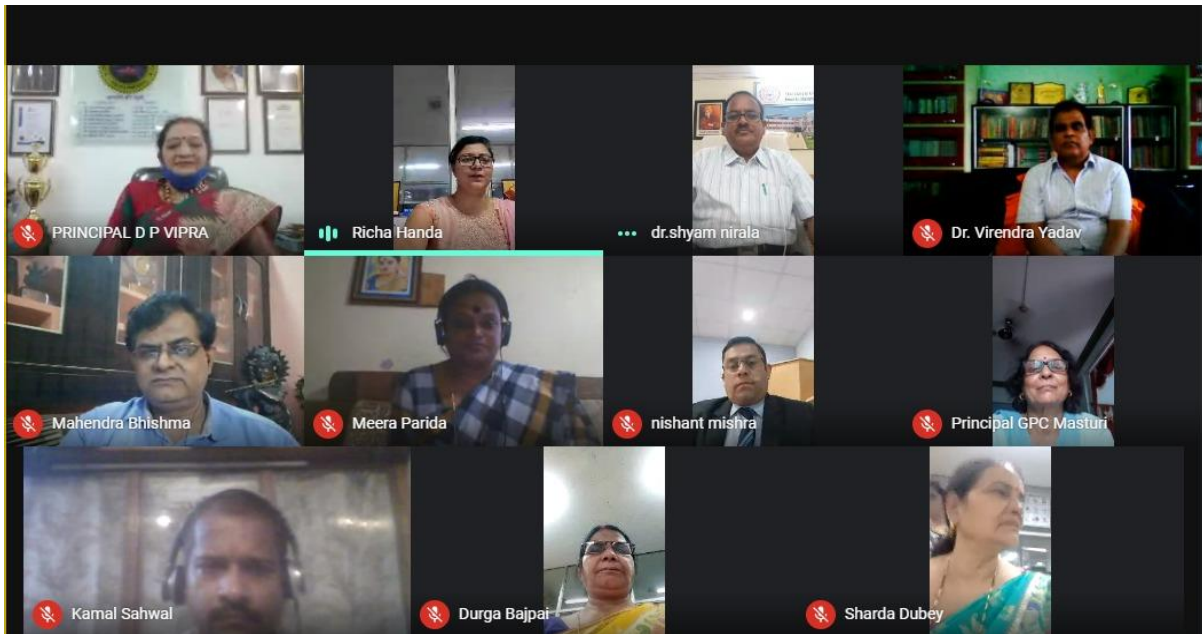 PRINCIPAL D P VIPRA
Richa Handa
dr.shyam nirala
Dr. Virendra Yadav
Mahendra Bhishma
Meera Parida
nishant mishra
Principal GPC Masturi
Kamal Sahwal
Durga Bajpai
Sharda Dubey